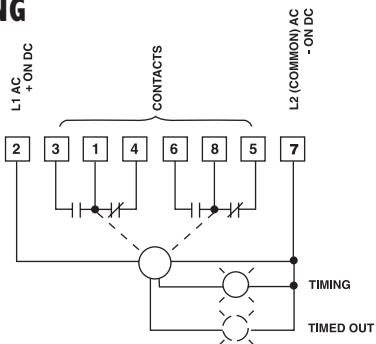 NG
L1 AC
+ ON DC
CONTACTS
L2 (COMMON) AC
- ON DC
2 3 1 4 6 8 5 7
TIMING
TIMED OUT